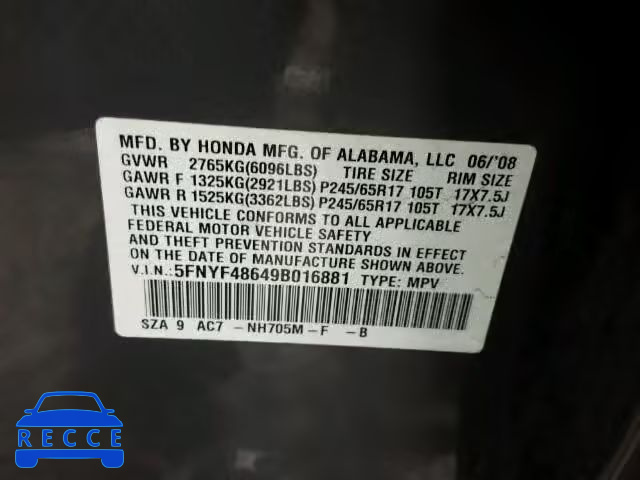 MFD. BY HONDA MFG. OF ALABAMA, LLC 06/'08
GVWR 2765KG(6096LBS) TIRE SIZE RIM SIZE
GAWR F 1325KG(2921LBS) P245/65R17 105T 17X7.5J
GAWR R 1525KG(3362LBS) P245/65R17 105T 17X7.5J
THIS VEHICLE CONFORMS TO ALL APPLICABLE
FEDERAL MOTOR VEHICLE SAFETY
AND THEFT PREVENTION STANDARDS IN EFFECT
ON THE DATE OF MANUFACTURE SHOWN ABOVE.
V.I.N.:5FNYF48649B016881 TYPE: MPV
SZA 9 AC7 -NH705M-F -B
AUTOBIDMASTER